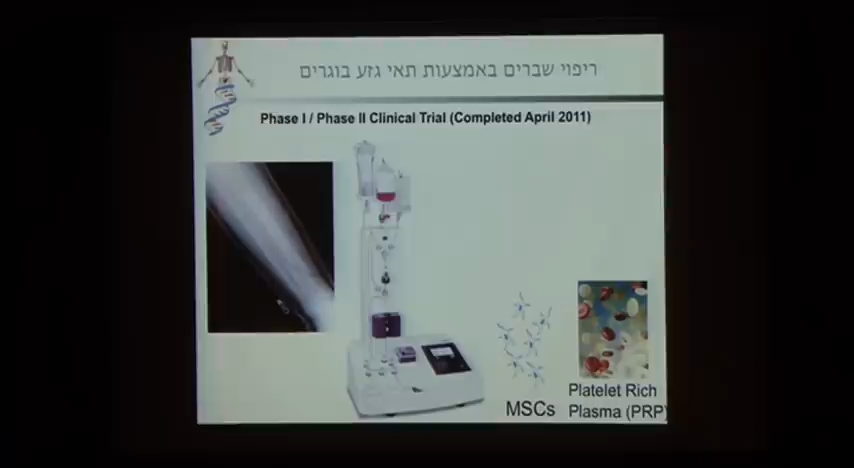 ריפוי שברים באמצעות תאי גזע בוגרים
Phase I / Phase II Clinical Trial (Completed April 2011)
MSCs
Platelet Rich
Plasma (PRP)